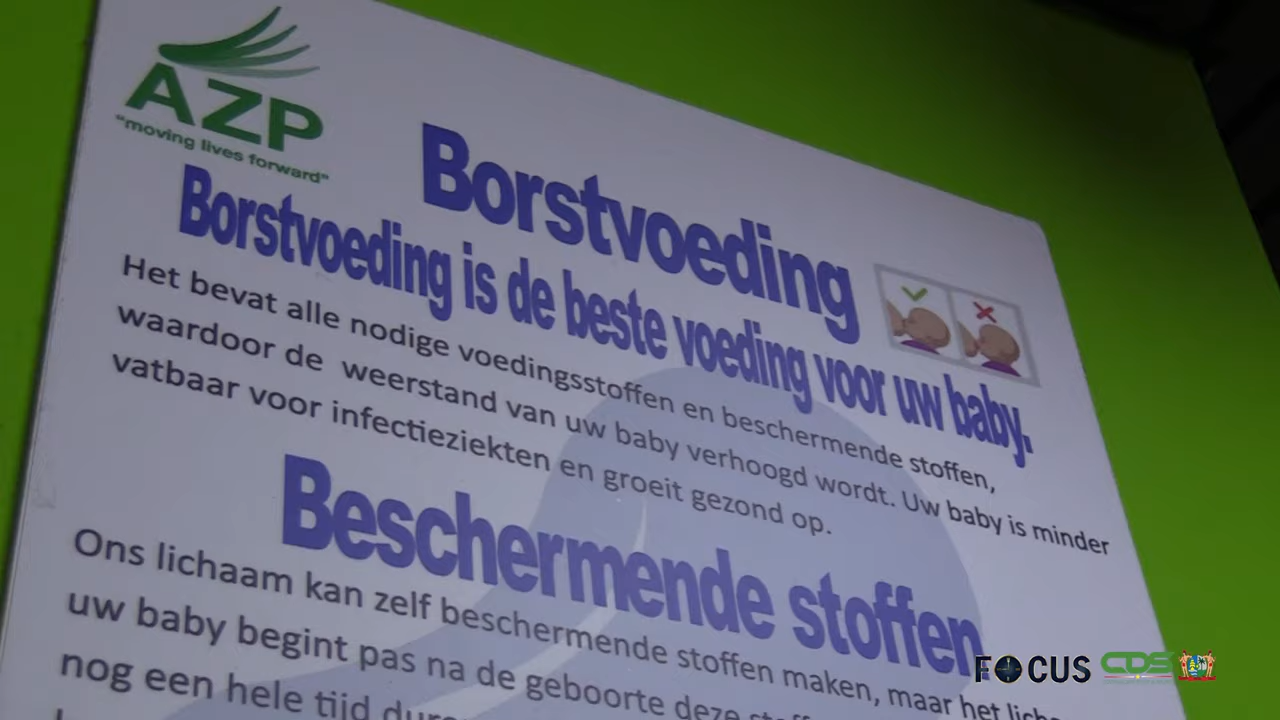 AZP
"moving lives forward"
Borstvoeding
Borstvoeding is de beste voeding voor uw baby.
Het bevat alle nodige voedingsstoffen en beschermende stoffen,
waardoor de weerstand van uw baby verhoogd wordt. Uw baby is minder
vatbaar voor infectieziekten en groeit gezond op.
Beschermende stoffen
Ons lichaam kan zelf beschermende stoffen maken, maar het
uw baby begint pas na de geboorte deze
nog een hele tijd
FOCUS
CDS